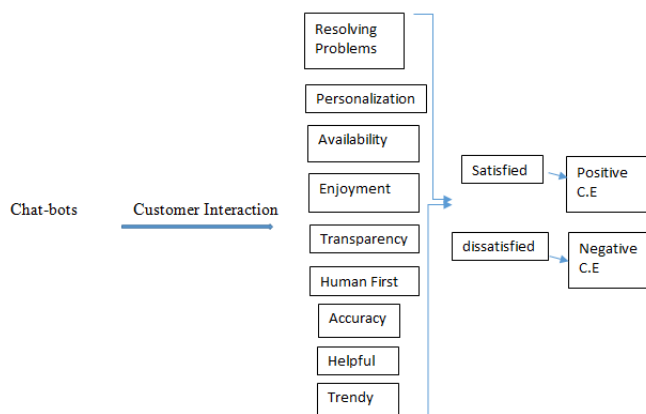 Resolving
Problems
Personalization
Availability
Enjoyment
Transparency
Human First
Accuracy
Helpful
Trendy
Chat-bots
Customer Interaction
Satisfied
Positive
C.E
dissatisfied
Negative
C.E